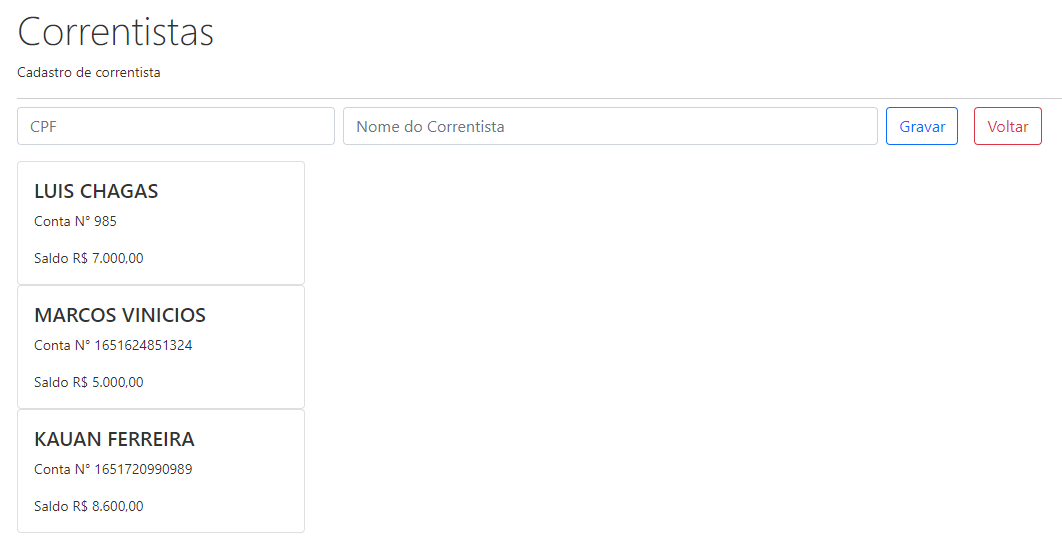 Correntistas
Cadastro de correntista
CPF Nome do Correntista Gravar Voltar
LUIS CHAGAS
Conta N° 985
Saldo R$ 7.000,00
MARCOS VINICIOS
Conta N° 1651624851324
Saldo R$ 5.000,00
KAUAN FERREIRA
Conta N° 1651720990989
Saldo R$ 8.600,00